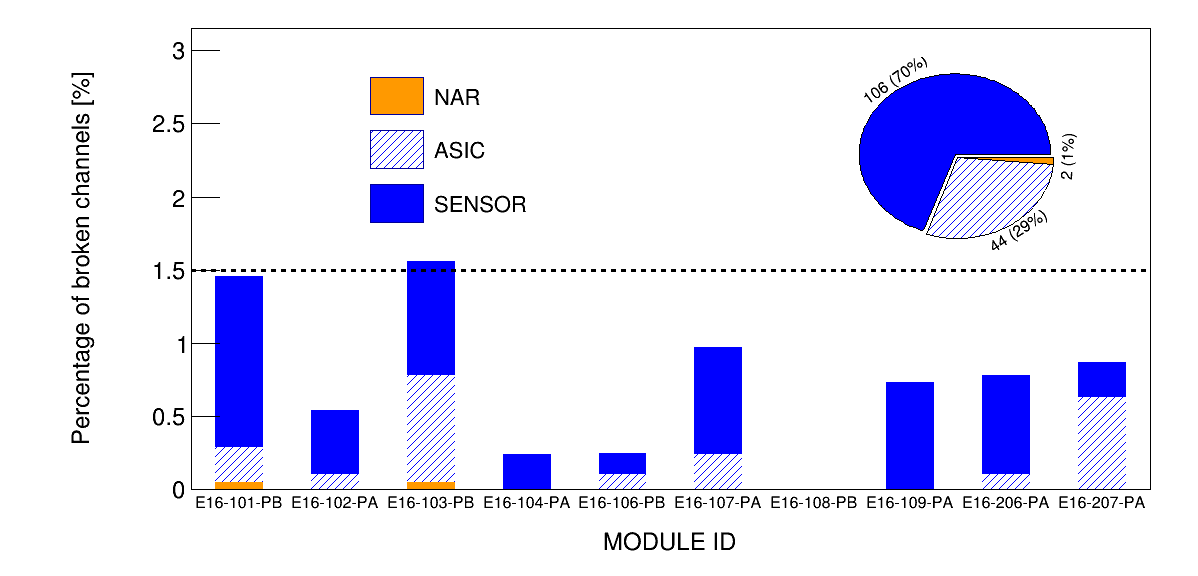 Percentage of broken channels [%]
3
2.5
2
1.5
1
0.5
0
NAR
ASIC
SENSOR
106 (70%)
2 (1%)
44 (29%)
E16-101-PB E16-102-PA E16-103-PB E16-104-PA E16-106-PB E16-107-PA E16-108-PB E16-109-PA E16-206-PA E16-207-PA
MODULE ID